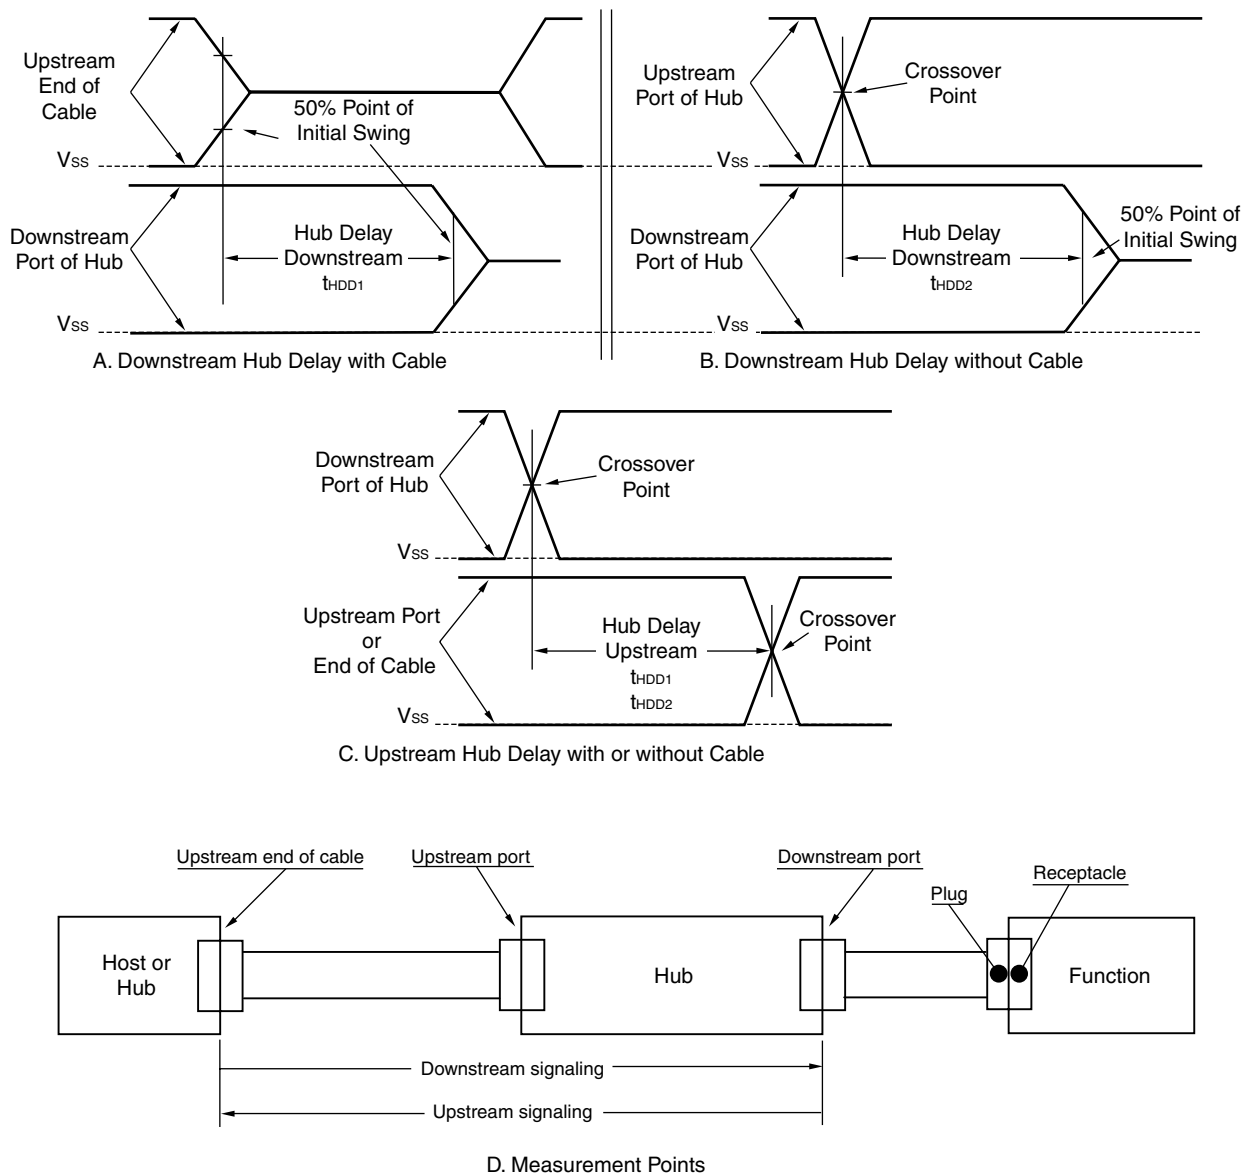 Upstream
End of
Cable
50% Point of
Initial Swing
VSS
Downstream
Port of Hub
Hub Delay
Downstream
tHDD1
VSS
A. Downstream Hub Delay with Cable
Upstream
Port of Hub
Crossover
Point
VSS
Downstream
Port of Hub
Hub Delay
Downstream
tHDD2
50% Point of
Initial Swing
VSS
B. Downstream Hub Delay without Cable
Downstream
Port of Hub
Crossover
Point
VSS
Upstream Port
or
End of Cable
Hub Delay
Upstream
tHDD1
tHDD2
Crossover
Point
VSS
C. Upstream Hub Delay with or without Cable
Upstream end of cable
Upstream port
Downstream port
Receptacle
Plug
Host or
Hub
Hub
Function
Downstream signaling
Upstream signaling
D. Measurement Points